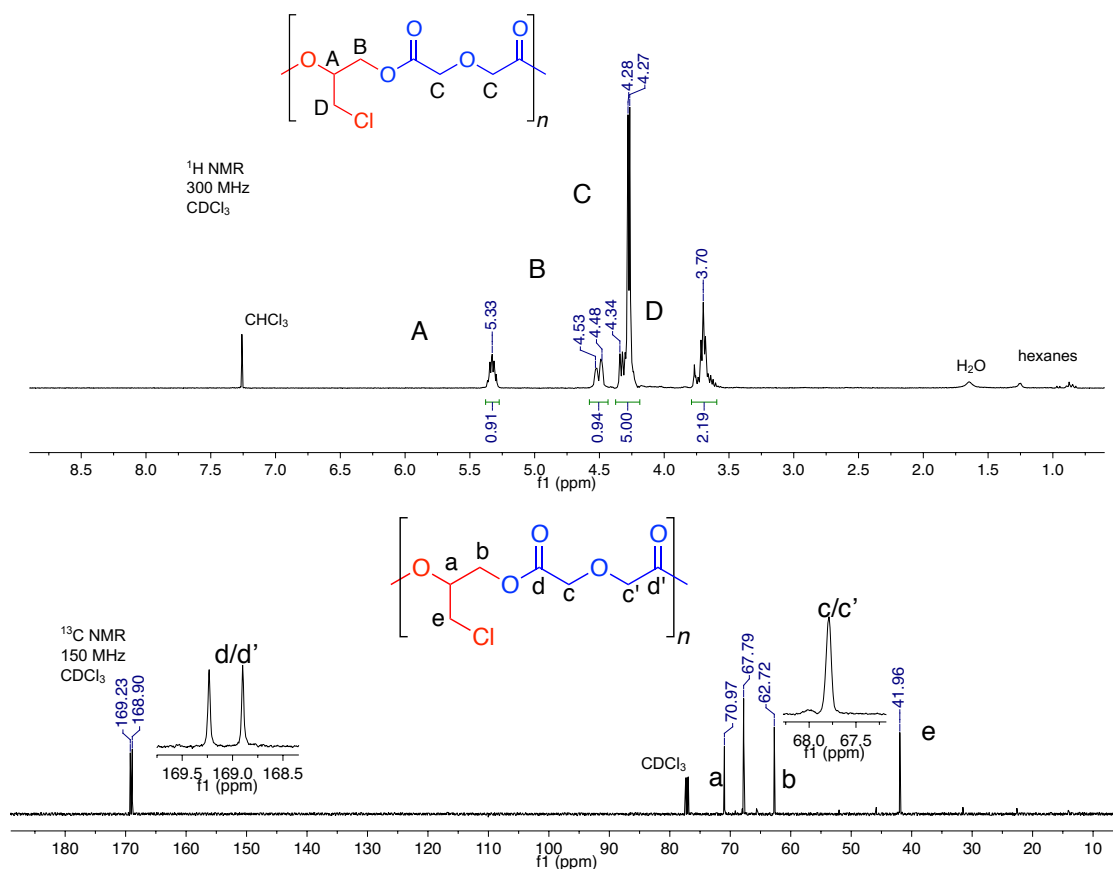 O
O
B
A
O
O
O
C
C
D
Cl
n
4.28
4.27
¹H NMR
300 MHz
CDCl₃
C
B
D
A
CHCl₃
5.33
4.53
4.48
4.34
3.70
H₂O
hexanes
0.91
0.94
5.00
2.19
8.5 8.0 7.5 7.0 6.5 6.0 5.5 5.0 4.5 4.0 3.5 3.0 2.5 2.0 1.5 1.0
f1 (ppm)
O
O
b
a
O
O
O
d
c
c'
d'
e
Cl
n
¹³C NMR
150 MHz
CDCl₃
169.23
168.90
d/d’
169.5 169.0 168.5
f1 (ppm)
CDCl₃
70.97
67.79
62.72
c/c’
68.0 67.5
f1 (ppm)
41.96
a
b
e
180 170 160 150 140 130 120 110 100 90 80 70 60 50 40 30 20 10
f1 (ppm)